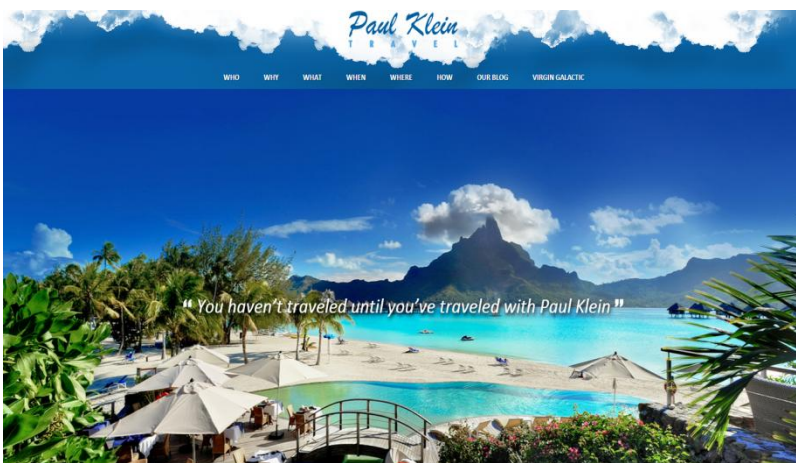 Paul Klein
TRAVEL
WHO WHY WHAT WHEN WHERE HOW OUR BLOG VIRGIN GALACTIC
“ You haven’t traveled until you’ve traveled with Paul Klein ”